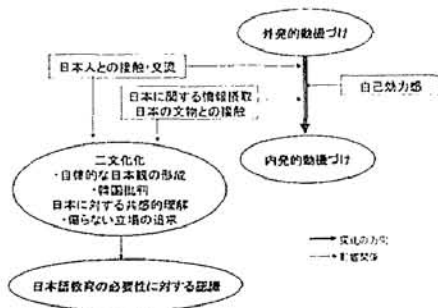 外発的動機づけ
日本人との接触・交流
日本に関する情報摂取
日本の文物との接触
自己効力感
内発的動機づけ
二文化化
・自律的な日本観の形成
・韓国批判
日本に対する共感的理解
・偏らない立場の追求
変化の方向
日本語教育の必要性に対する認識